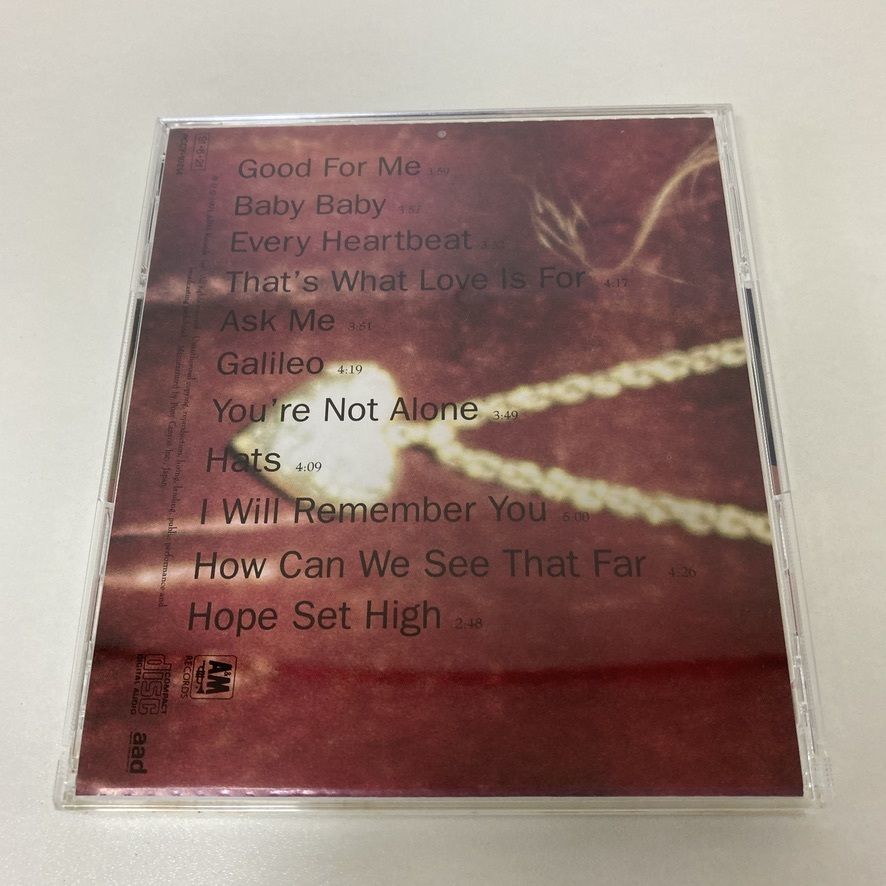 Good For Me
Baby Baby
Every Heartbeat
That's What Love Is For 4:17
Ask Me 3:51
Galileo 4:19
You're Not Alone 3:49
Hats 4:09
I Will Remember You 5:00
How Can We See That Far 4:26
Hope Set High 2:48
A&M
RECORDS
COMPACT
disc
DIGITAL AUDIO
aad